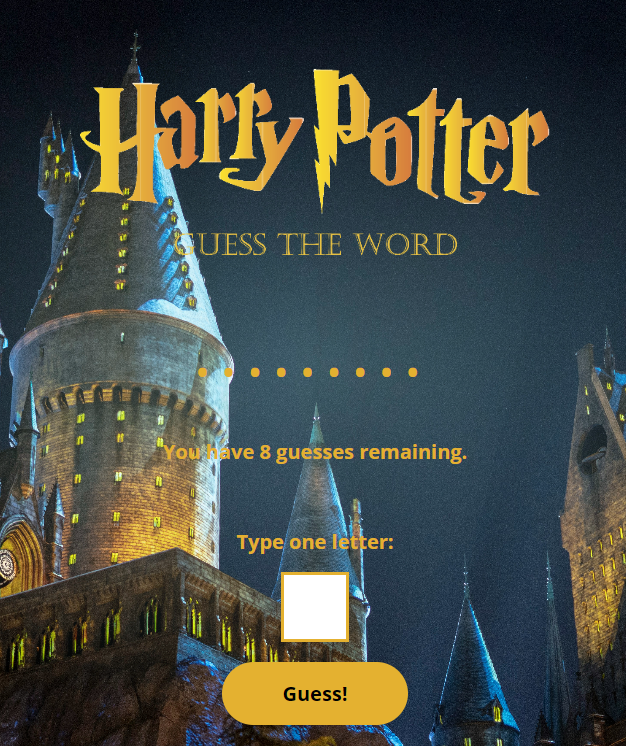 Harry Potter
GUESS THE WORD
● ● ● ● ● ● ● ● ●
You have 8 guesses remaining.
Type one letter:
Guess!